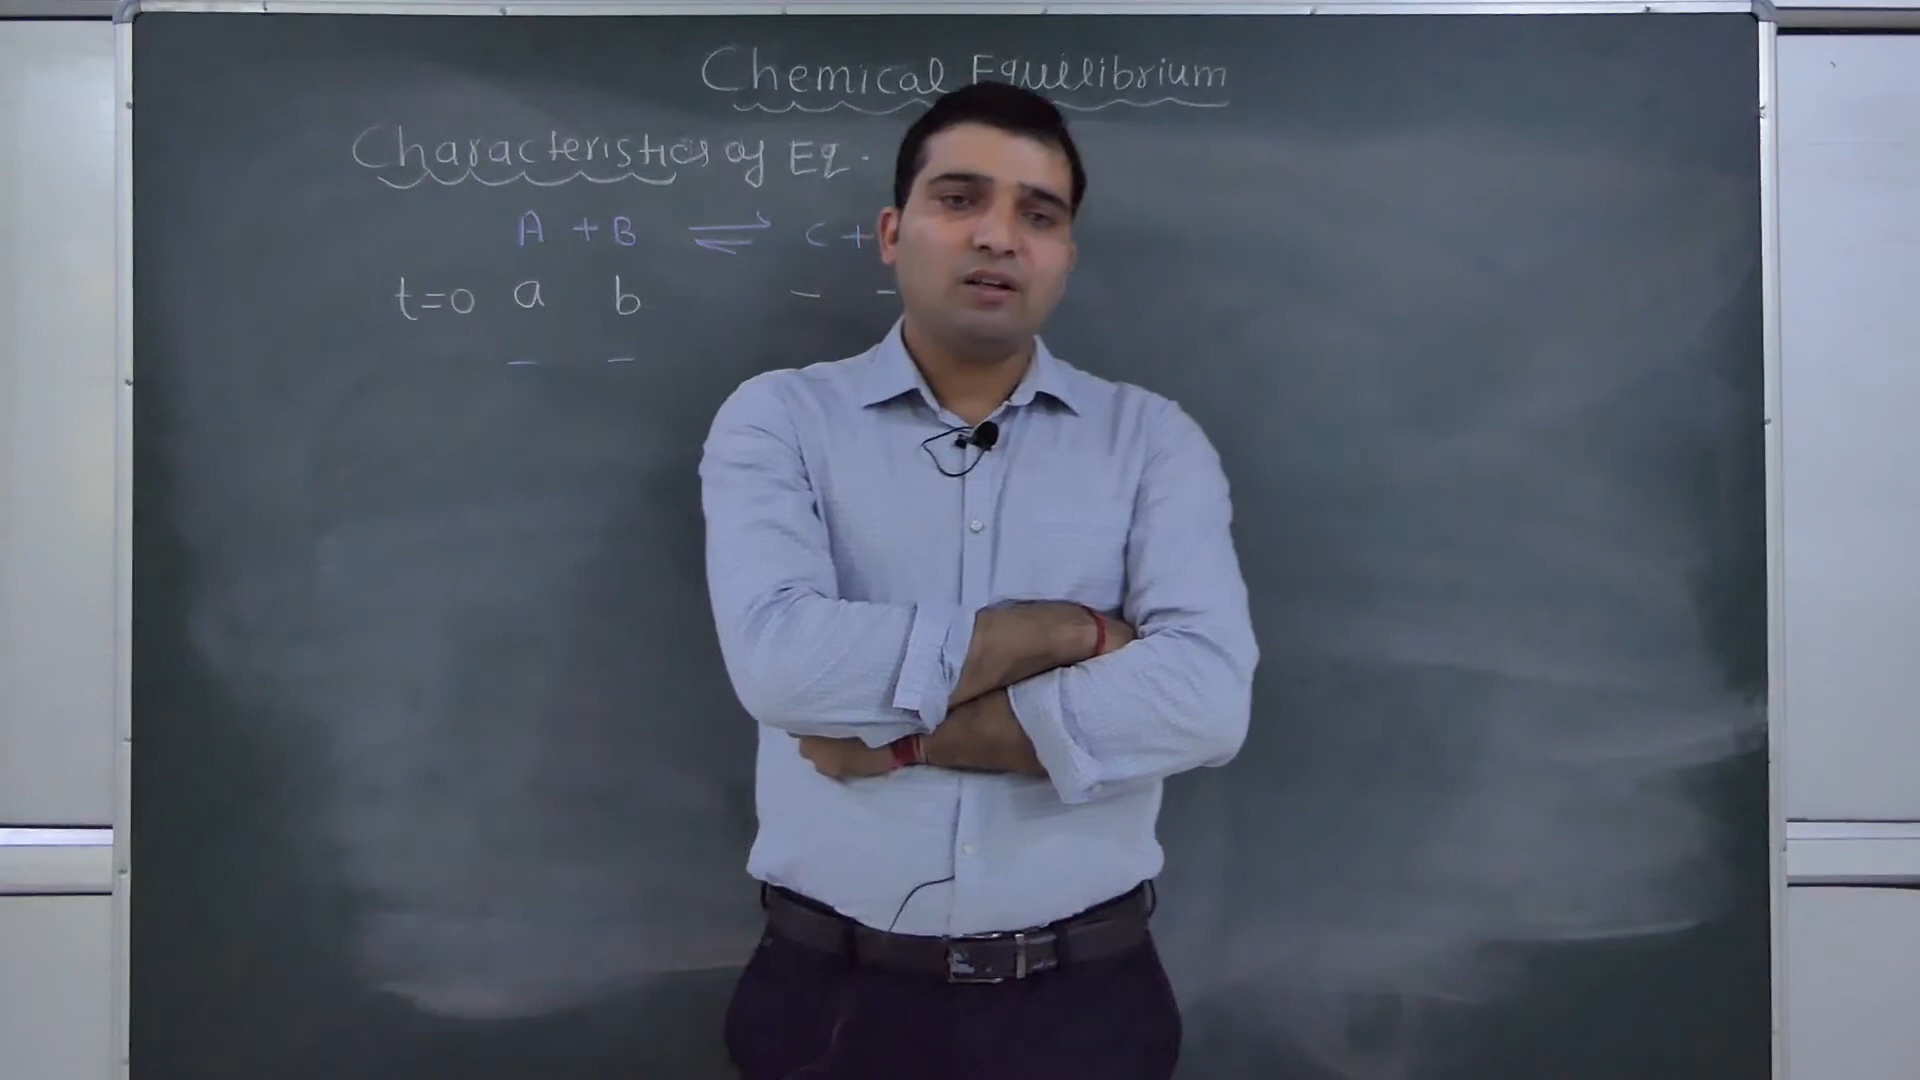 Chemical Equilibrium
Characteristics of Eq.
A + B ⇌ C +
t=0 a b - -
- -